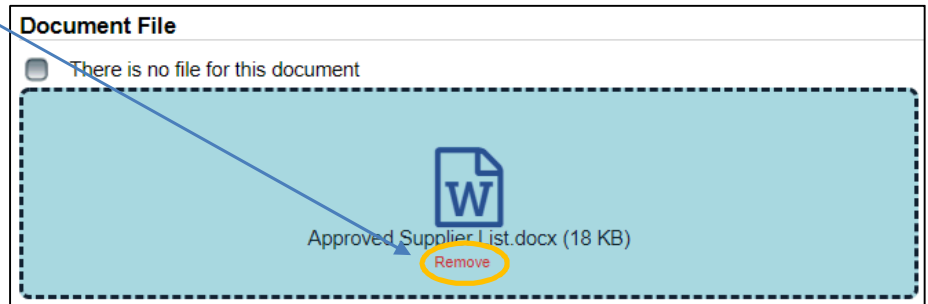 Document File
There is no file for this document
W
Approved Supplier List.docx (18 KB)
Remove